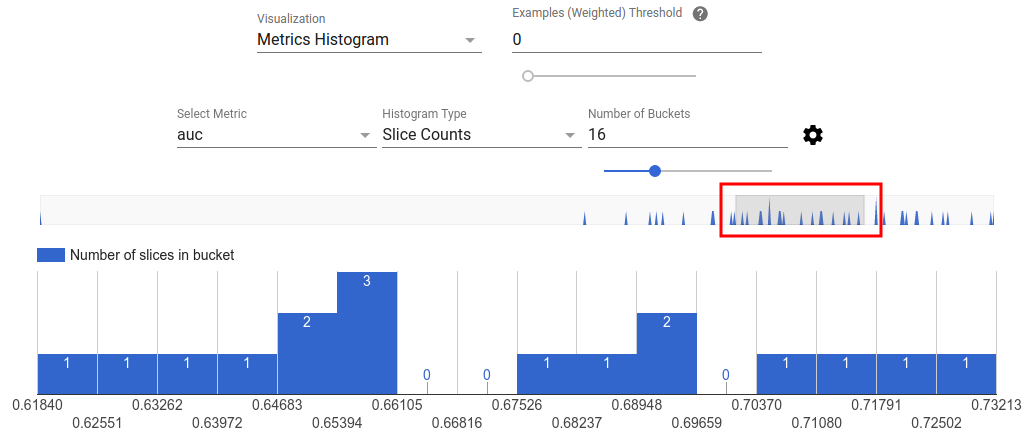 Visualization
Metrics Histogram
Examples (Weighted) Threshold ?
0
Select Metric
auc
Histogram Type
Slice Counts
Number of Buckets
16
Number of slices in bucket
1 1 1 1 2 3 0 0 1 1 2 0 1 1 1 1
0.61840 0.63262 0.64683 0.66105 0.67526 0.68948 0.70370 0.71791 0.73213
0.62551 0.63972 0.65394 0.66816 0.68237 0.69659 0.71080 0.72502